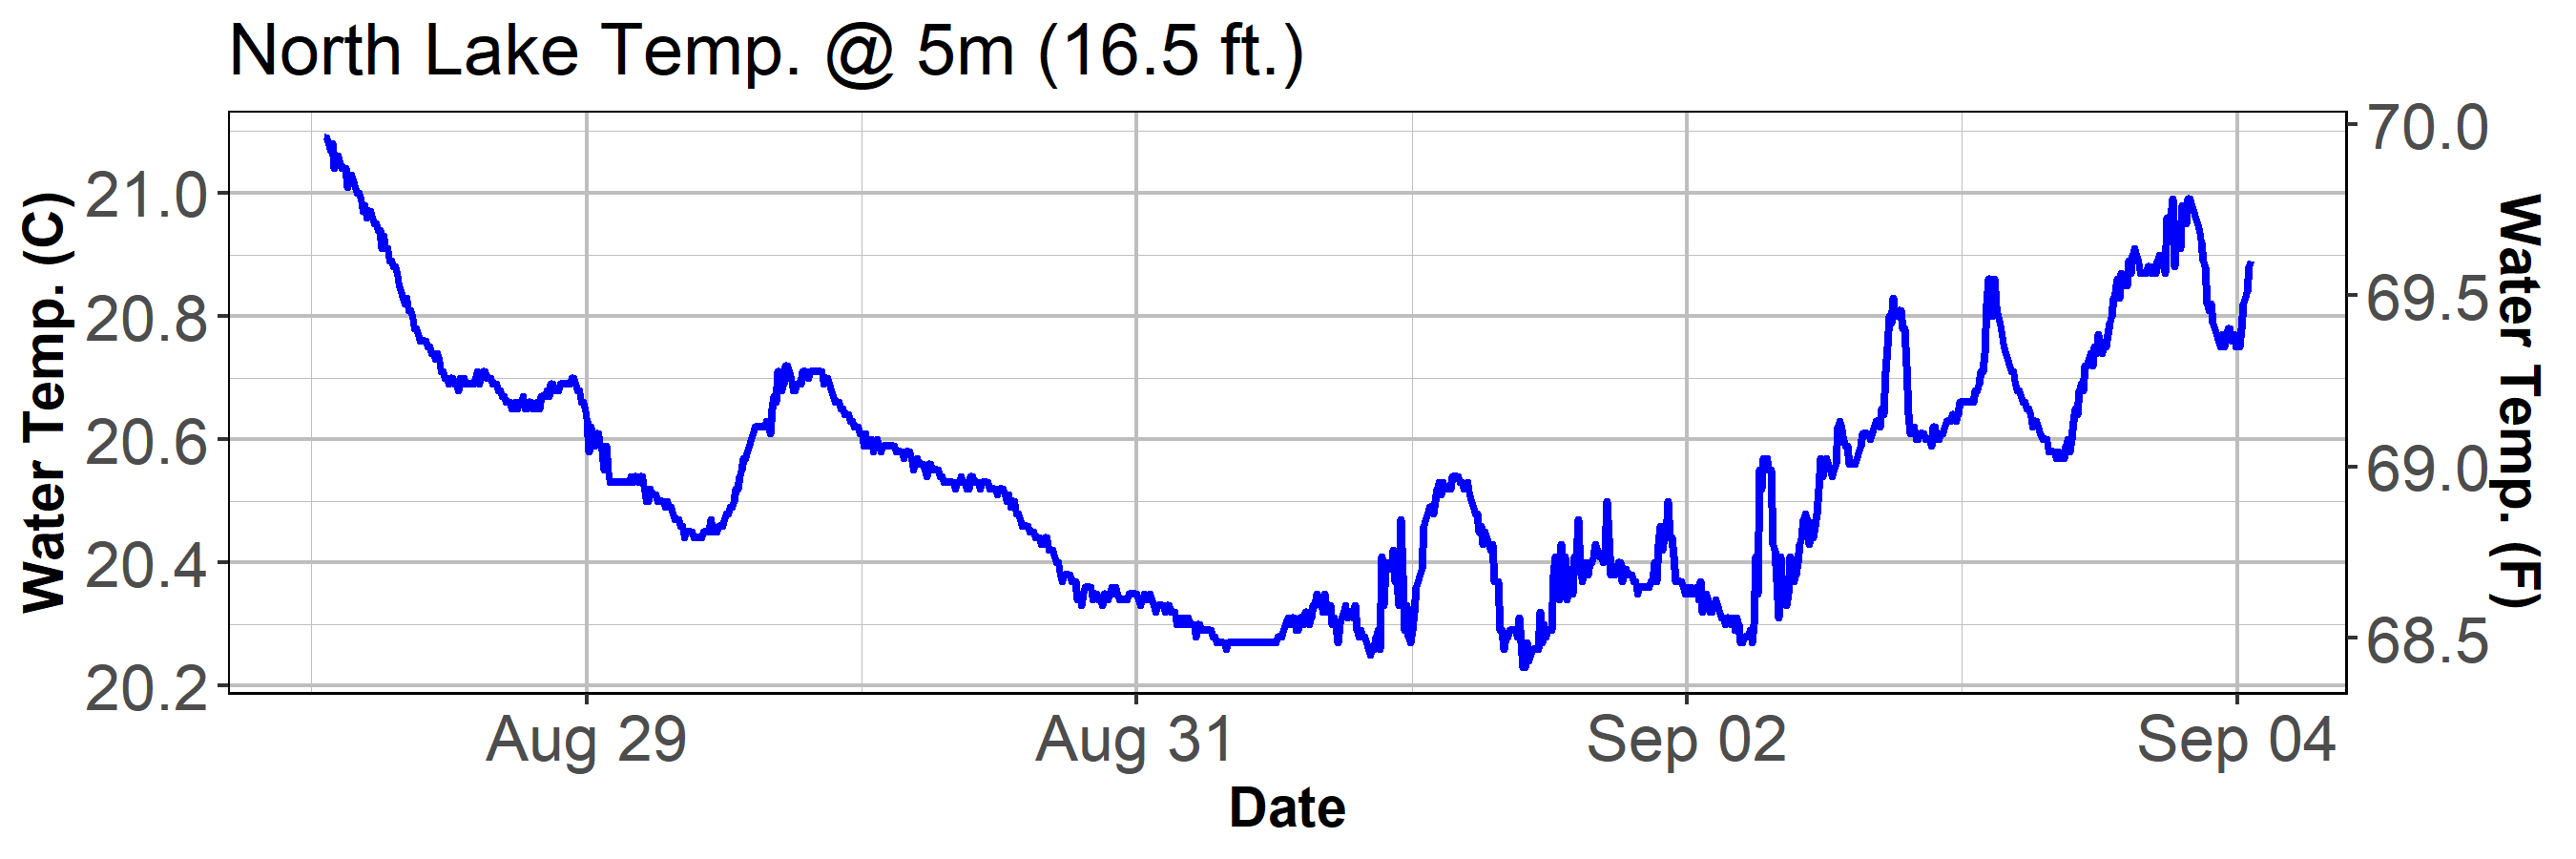 North Lake Temp. @ 5m (16.5 ft.)
Water Temp. (C)
21.0
20.8
20.6
20.4
20.2
70.0
69.5
69.0
68.5
Water Temp. (F)
Aug 29
Aug 31
Sep 02
Sep 04
Date